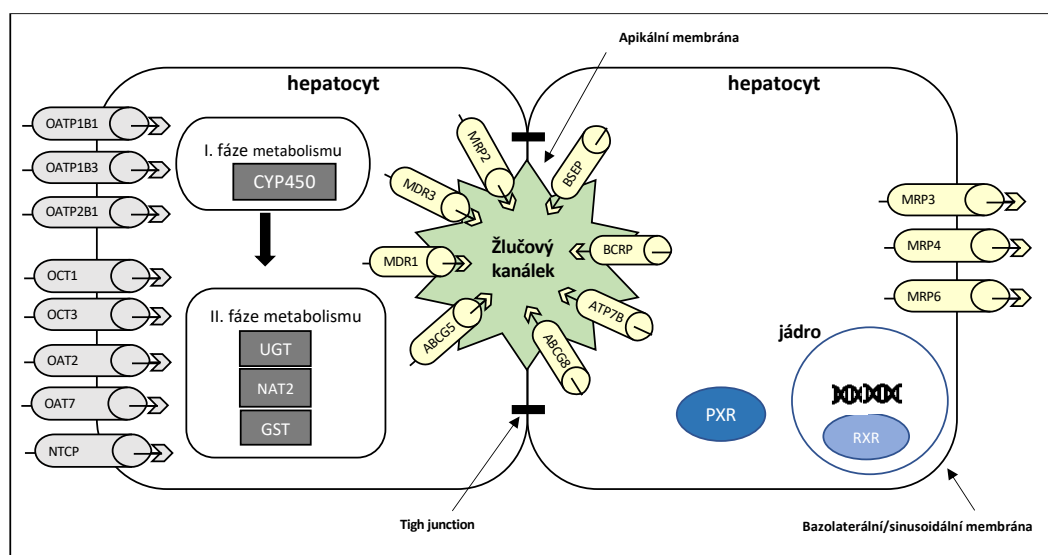 Apikální membrána
hepatocyt
hepatocyt
OATP1B1
OATP1B3
OATP2B1
OCT1
OCT3
OAT2
OAT7
NTCP
I. fáze metabolismu
CYP450
II. fáze metabolismu
UGT
NAT2
GST
MRP2
BSEP
MDR3
MDR1
BCRP
ABCG5
ABCG8
ATP7B
Žlučový
kanálek
MRP3
MRP4
MRP6
jádro
PXR
RXR
Tigh junction
Bazolaterální/sinusoidální membrána